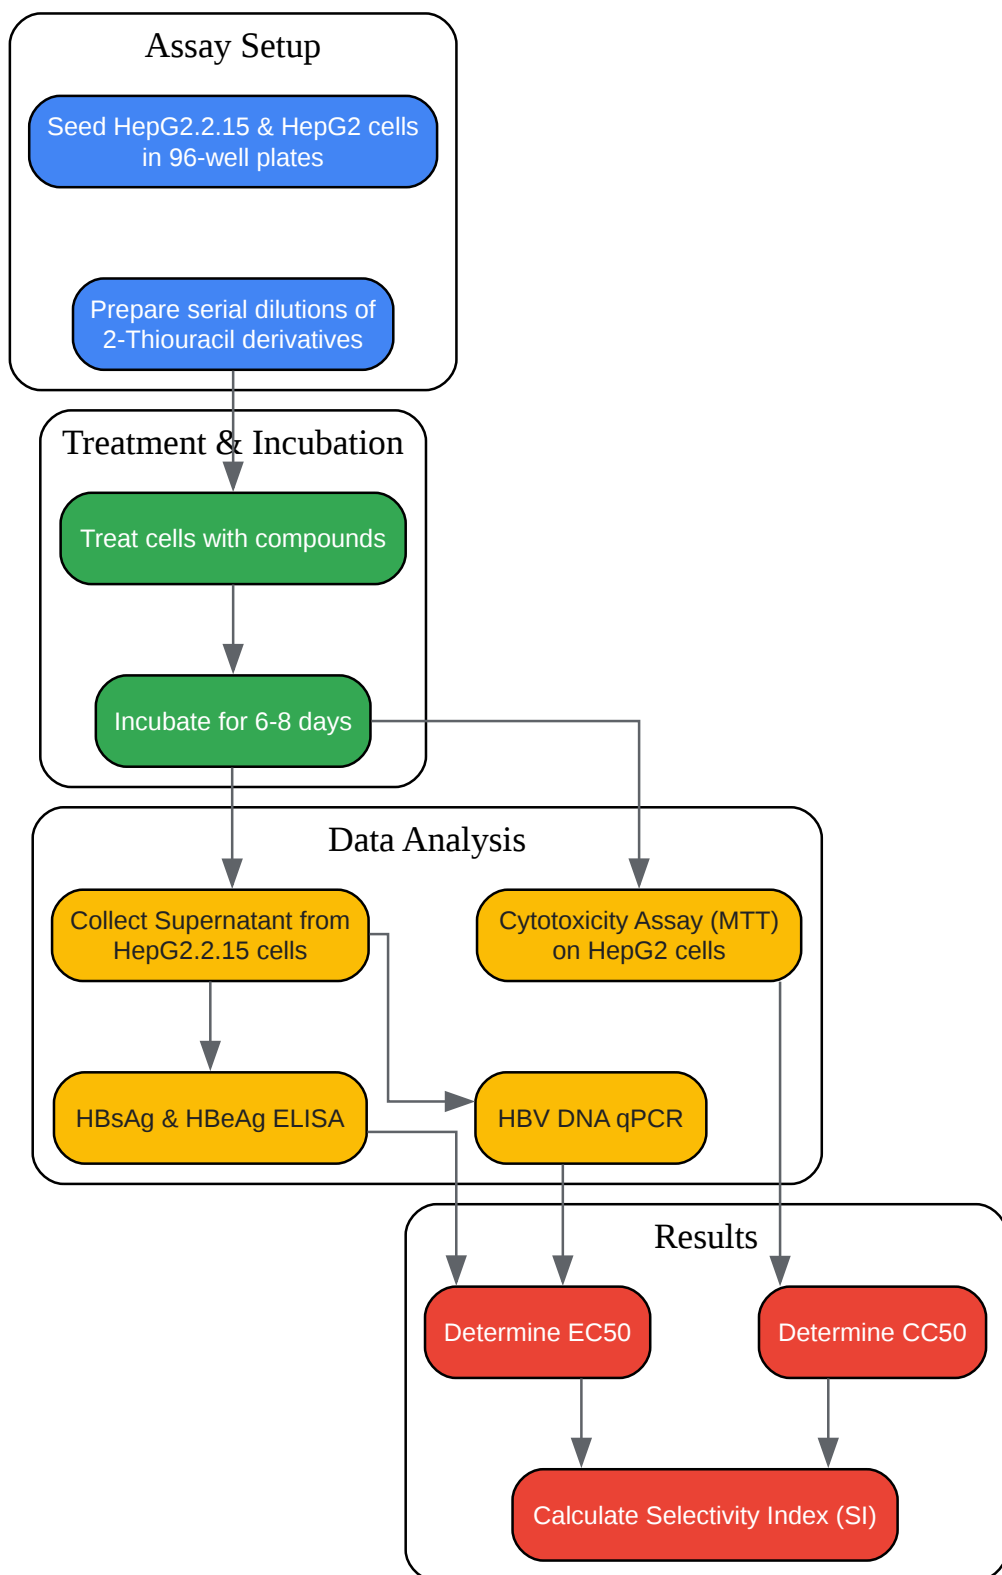 Assay Setup
Seed HepG2.2.15 & HepG2 cells
in 96-well plates
Prepare serial dilutions of
2-Thiouracil derivatives
Treatment & Incubation
Treat cells with compounds
Incubate for 6-8 days
Data Analysis
Collect Supernatant from
HepG2.2.15 cells
Cytotoxicity Assay (MTT)
on HepG2 cells
HBsAg & HBeAg ELISA
HBV DNA qPCR
Results
Determine EC50
Determine CC50
Calculate Selectivity Index (SI)